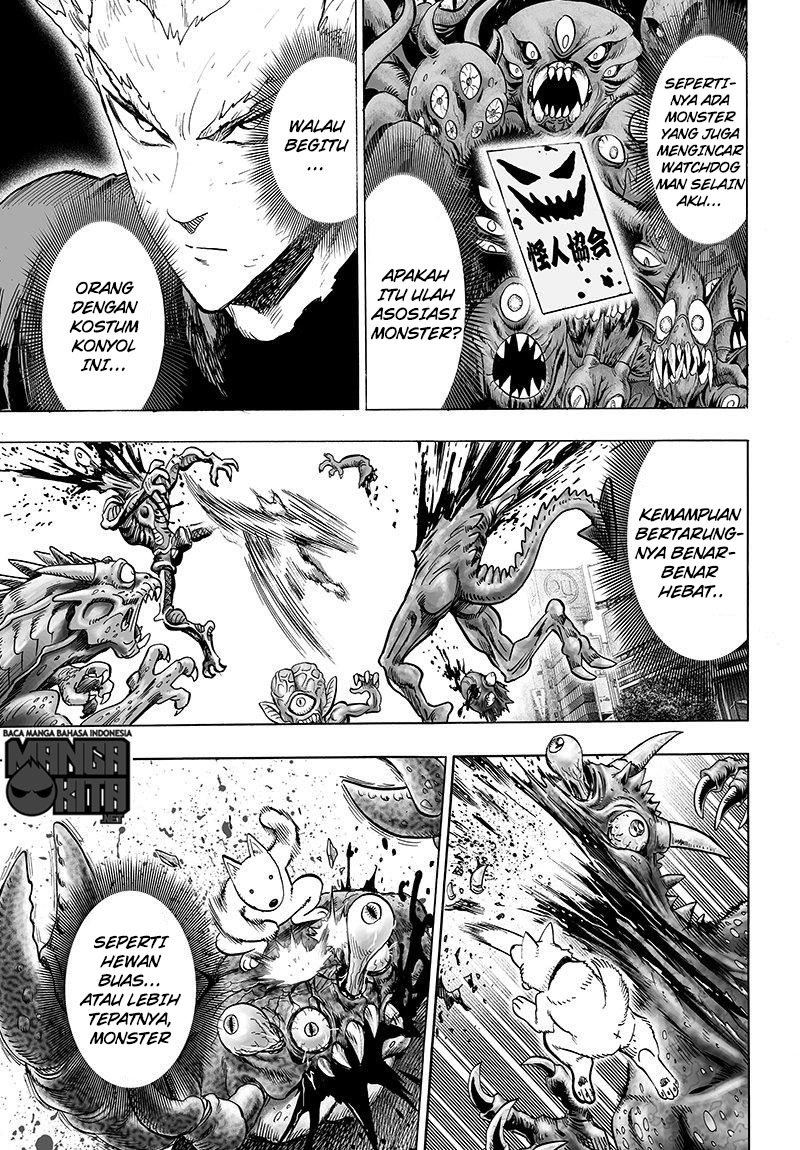 SEPERTI-
NYA ADA
MONSTER
YANG JUGA
MENGINCAR
WATCHDOG
MAN SELAIN
AKU...
怪人協会
APAKAH
ITU ULAH
ASOSIASI
MONSTER?
WALAU
BEGITU
...
ORANG
DENGAN
KOSTUM
KONYOL
INI...
KEMAMPUAN
BERTARUNG-
NYA BENAR-
BENAR
HEBAT..
BACA MANGA BAHASA INDONESIA
MANGA
KITA
.NET
SEPERTI
HEWAN
BUAS...
ATAU LEBIH
TEPATNYA,
MONSTER